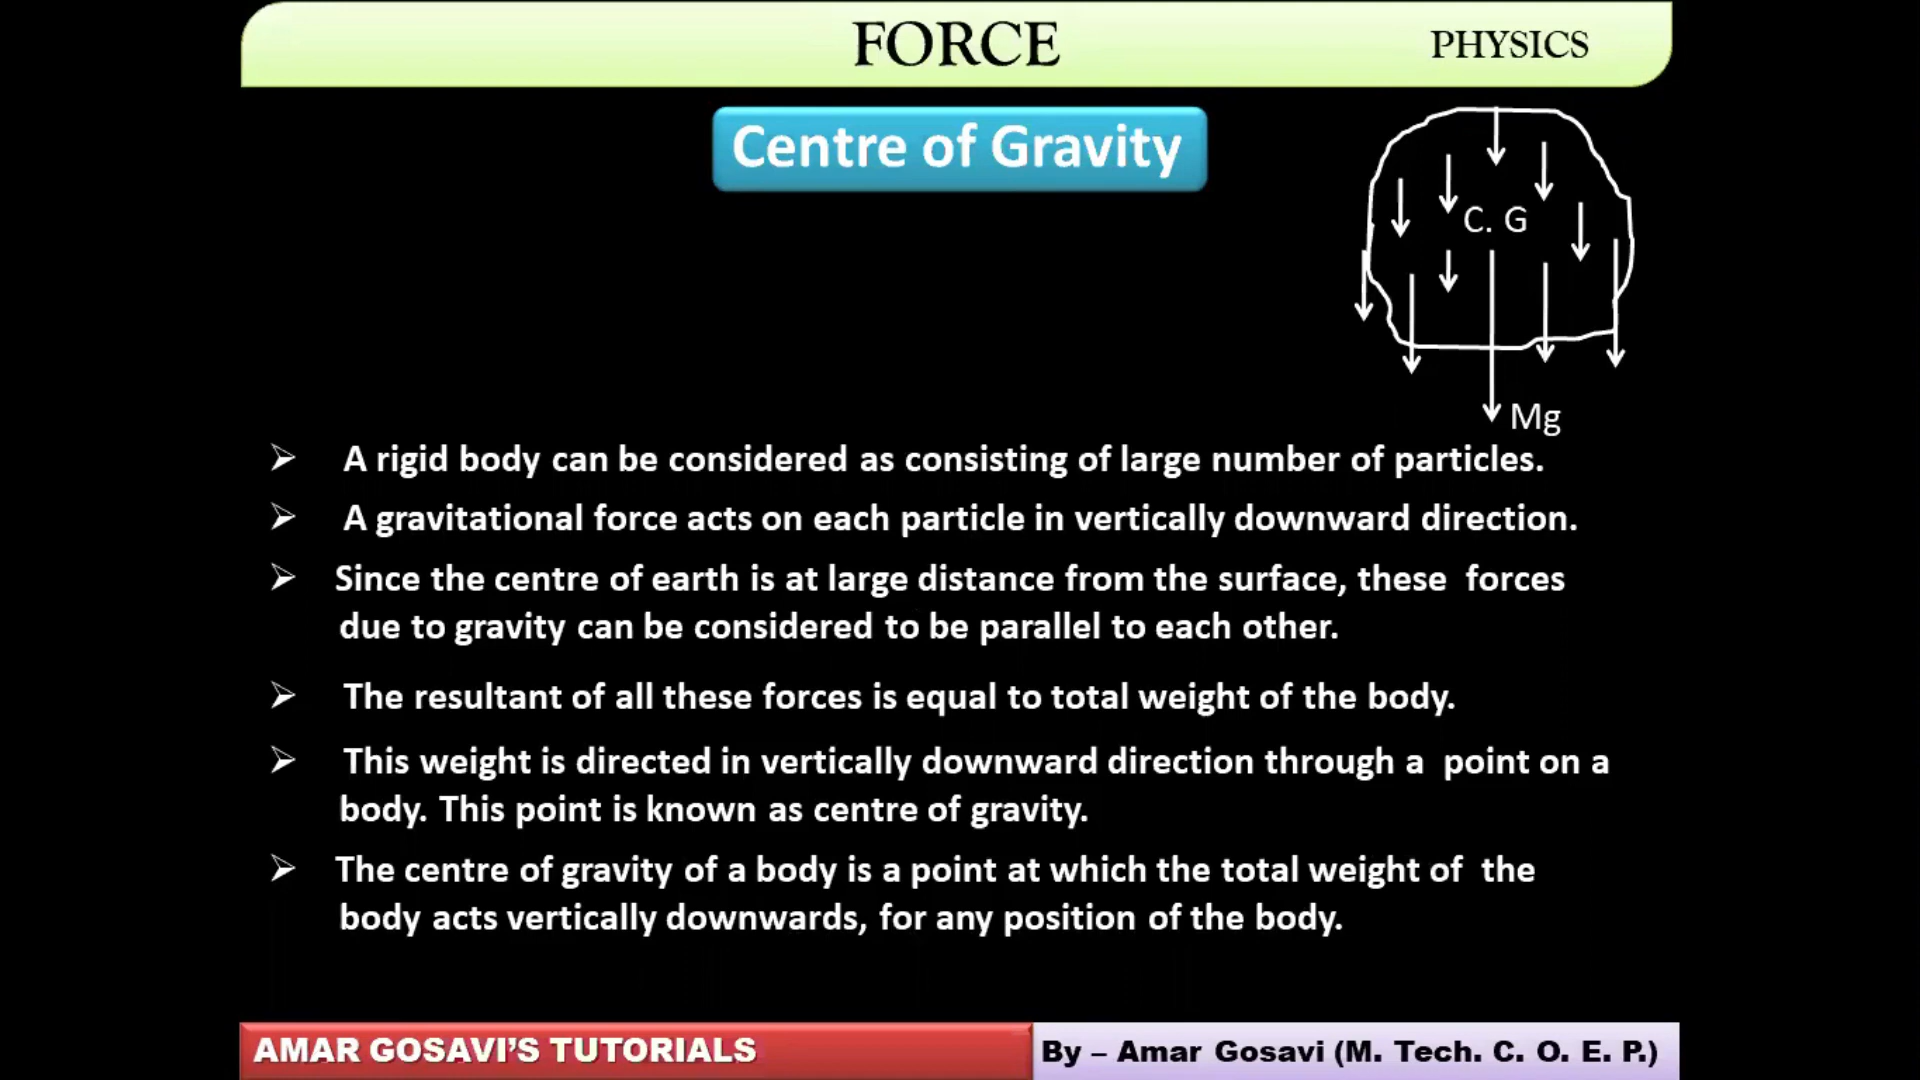 FORCE
PHYSICS
Centre of Gravity
C. G
Mg
A rigid body can be considered as consisting of large number of particles.
A gravitational force acts on each particle in vertically downward direction.
Since the centre of earth is at large distance from the surface, these forces
due to gravity can be considered to be parallel to each other.
The resultant of all these forces is equal to total weight of the body.
This weight is directed in vertically downward direction through a point on a
body. This point is known as centre of gravity.
The centre of gravity of a body is a point at which the total weight of the
body acts vertically downwards, for any position of the body.
AMAR GOSAVI’S TUTORIALS
By – Amar Gosavi (M. Tech. C. O. E. P.)